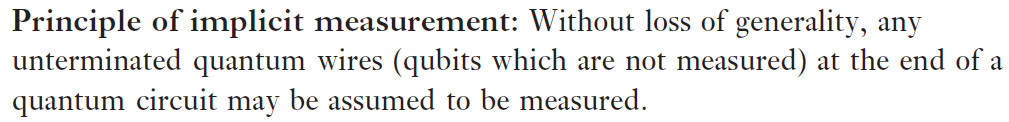 Principle of implicit measurement: Without loss of generality, any
unterminated quantum wires (qubits which are not measured) at the end of a
quantum circuit may be assumed to be measured.